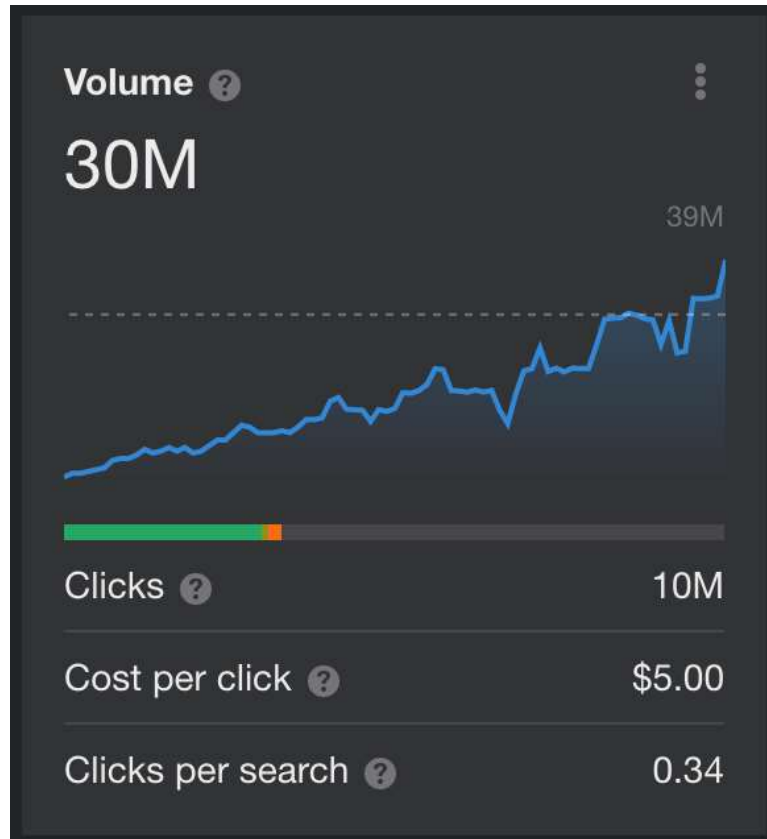 Volume ?
30M
39M
Clicks ? 10M
Cost per click ? $5.00
Clicks per search ? 0.34